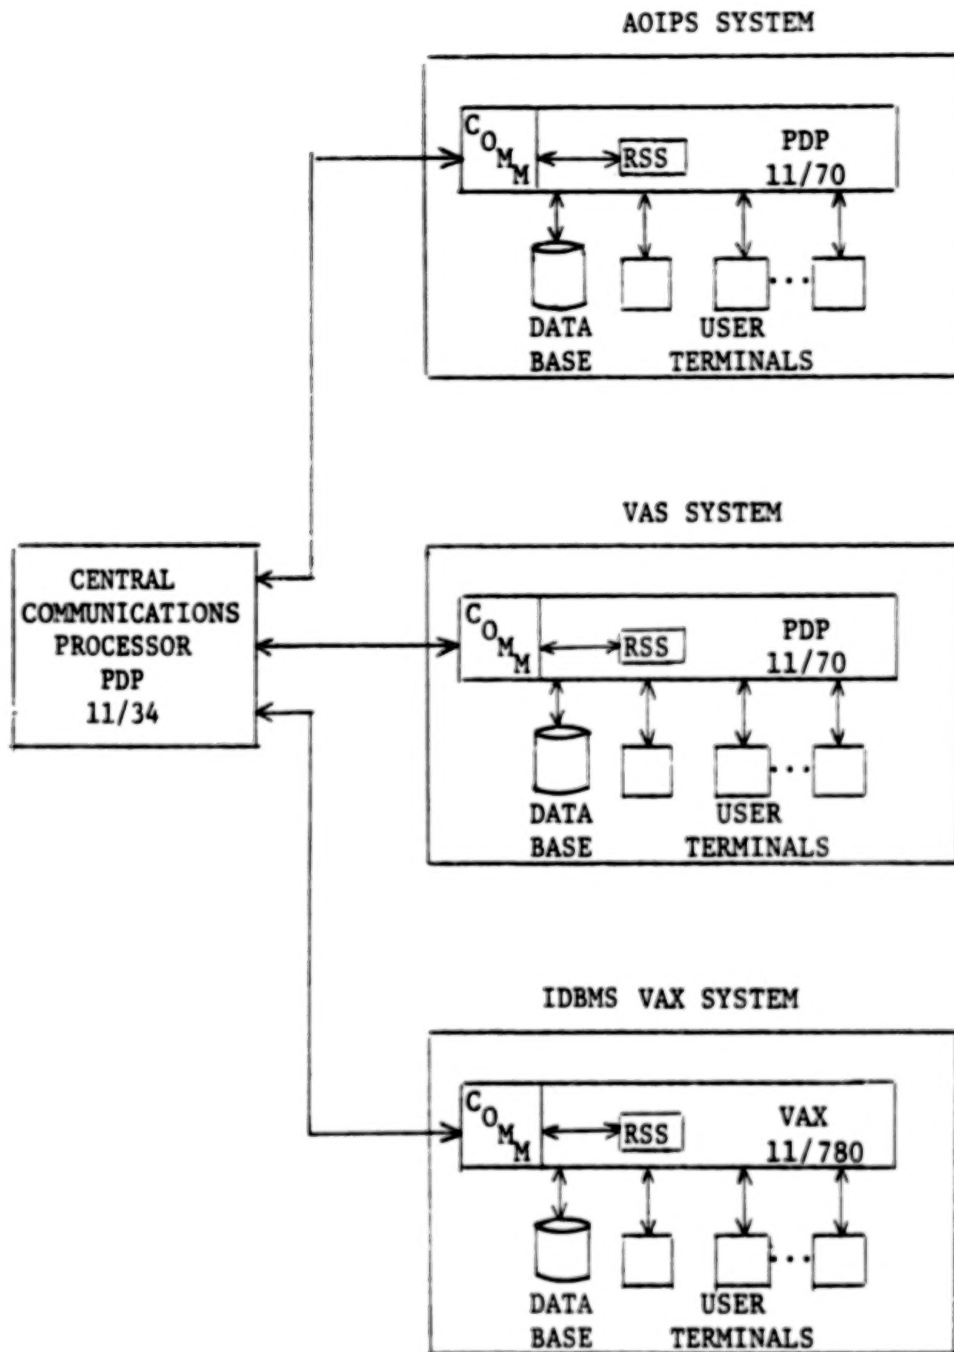 AOIPS SYSTEM
COMM
RSS
PDP
11/70
DATA
BASE
USER
TERMINALS
CENTRAL
COMMUNICATIONS
PROCESSOR
PDP
11/34
VAS SYSTEM
COMM
RSS
PDP
11/70
DATA
BASE
USER
TERMINALS
IDBMS VAX SYSTEM
COMM
RSS
VAX
11/780
DATA
BASE
USER
TERMINALS